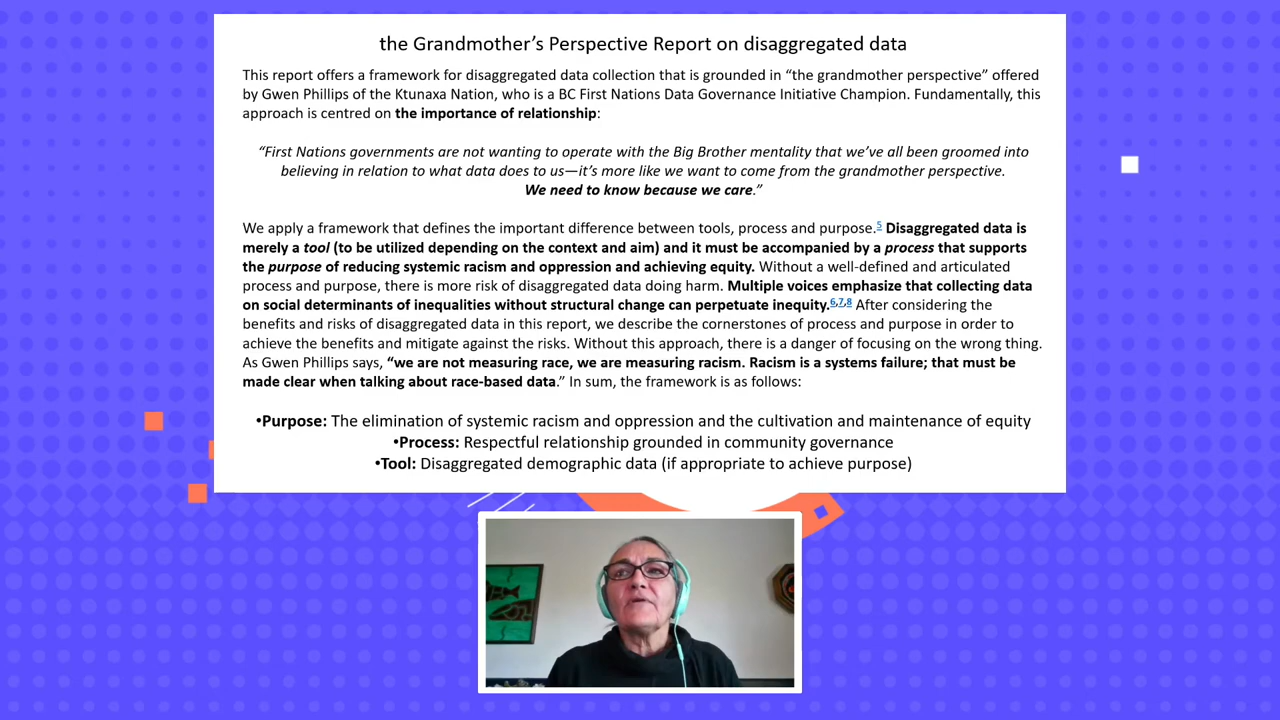 the Grandmother’s Perspective Report on disaggregated data
This report offers a framework for disaggregated data collection that is grounded in “the grandmother perspective” offered
by Gwen Phillips of the Ktunaxa Nation, who is a BC First Nations Data Governance Initiative Champion. Fundamentally, this
approach is centred on the importance of relationship:
“First Nations governments are not wanting to operate with the Big Brother mentality that we’ve all been groomed into
believing in relation to what data does to us—it’s more like we want to come from the grandmother perspective.
We need to know because we care.”
We apply a framework that defines the important difference between tools, process and purpose.5 Disaggregated data is
merely a tool (to be utilized depending on the context and aim) and it must be accompanied by a process that supports
the purpose of reducing systemic racism and oppression and achieving equity. Without a well-defined and articulated
process and purpose, there is more risk of disaggregated data doing harm. Multiple voices emphasize that collecting data
on social determinants of inequalities without structural change can perpetuate inequity.6,7,8 After considering the
benefits and risks of disaggregated data in this report, we describe the cornerstones of process and purpose in order to
achieve the benefits and mitigate against the risks. Without this approach, there is a danger of focusing on the wrong thing.
As Gwen Phillips says, “we are not measuring race, we are measuring racism. Racism is a systems failure; that must be
made clear when talking about race-based data.” In sum, the framework is as follows:
•Purpose: The elimination of systemic racism and oppression and the cultivation and maintenance of equity
•Process: Respectful relationship grounded in community governance
•Tool: Disaggregated demographic data (if appropriate to achieve purpose)